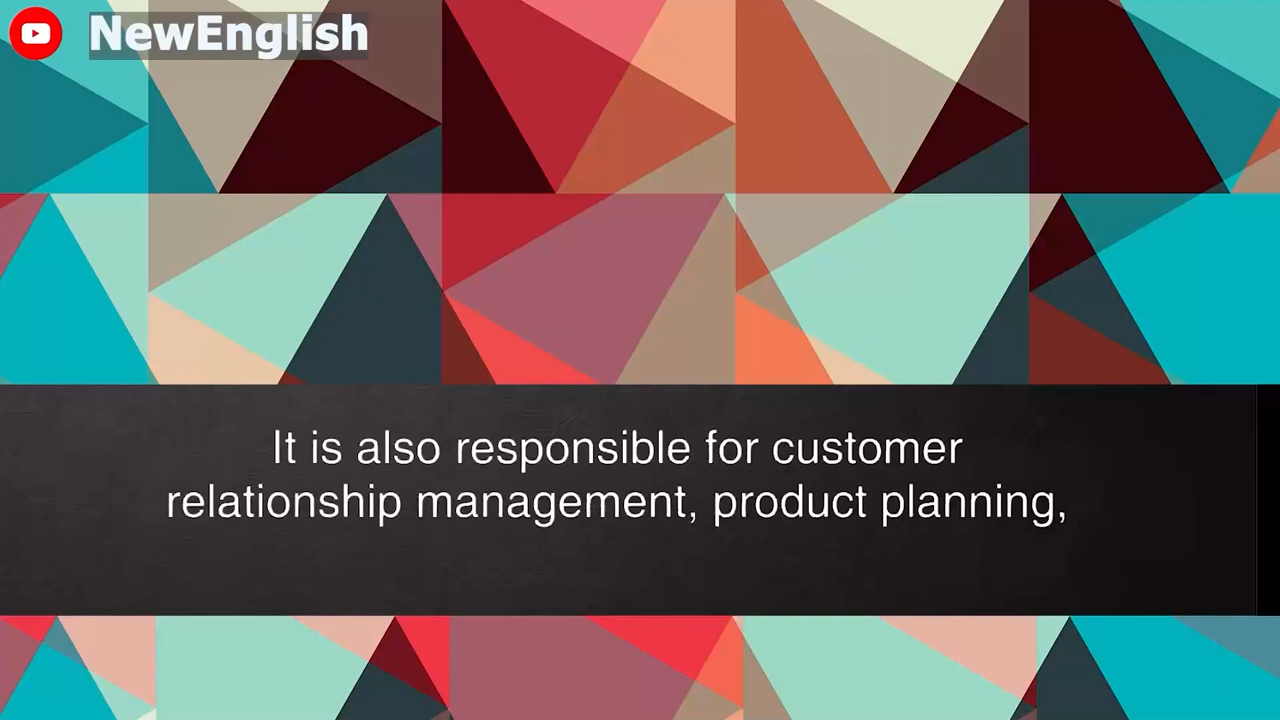 NewEnglish
It is also responsible for customer
relationship management, product planning,